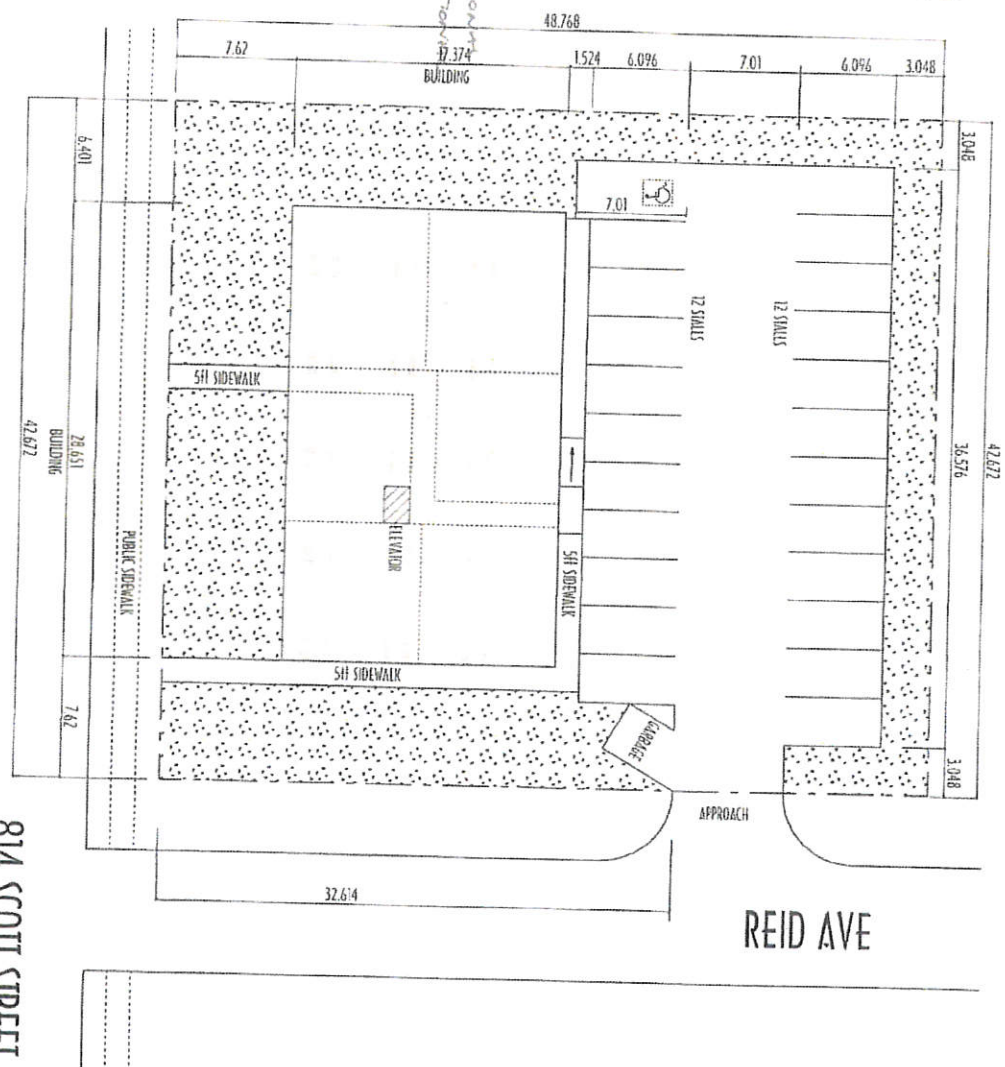 48.768
7.62
17.374
BUILDING
1.524
6.096
7.01
6.096
3.048
42.672
36.576
3.048
3.048
6.401
28.651
BUILDING
7.62
42.672
7.01
12 STALLS
12 STALLS
5ft SIDEWALK
ELEVATOR
5ft SIDEWALK
5ft SIDEWALK
PUBLIC SIDEWALK
GARBAGE
APPROACH
32.614
REID AVE
814 SCOTT STREET